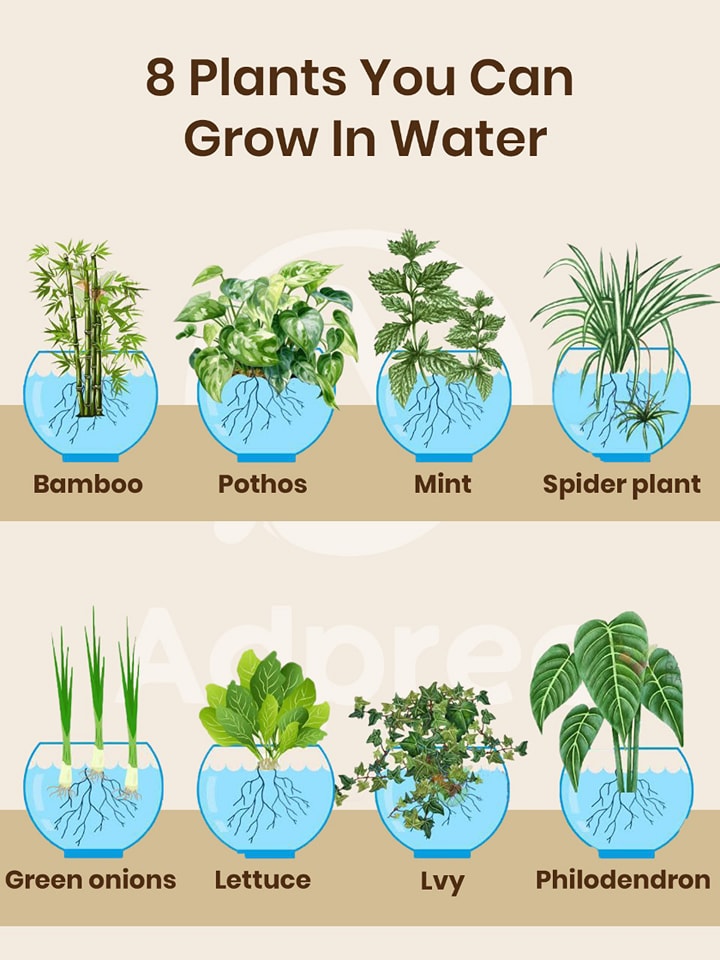 8 Plants You Can
Grow In Water
Bamboo
Pothos
Mint
Spider plant
Adpre
Green onions
Lettuce
Lvy
Philodendron